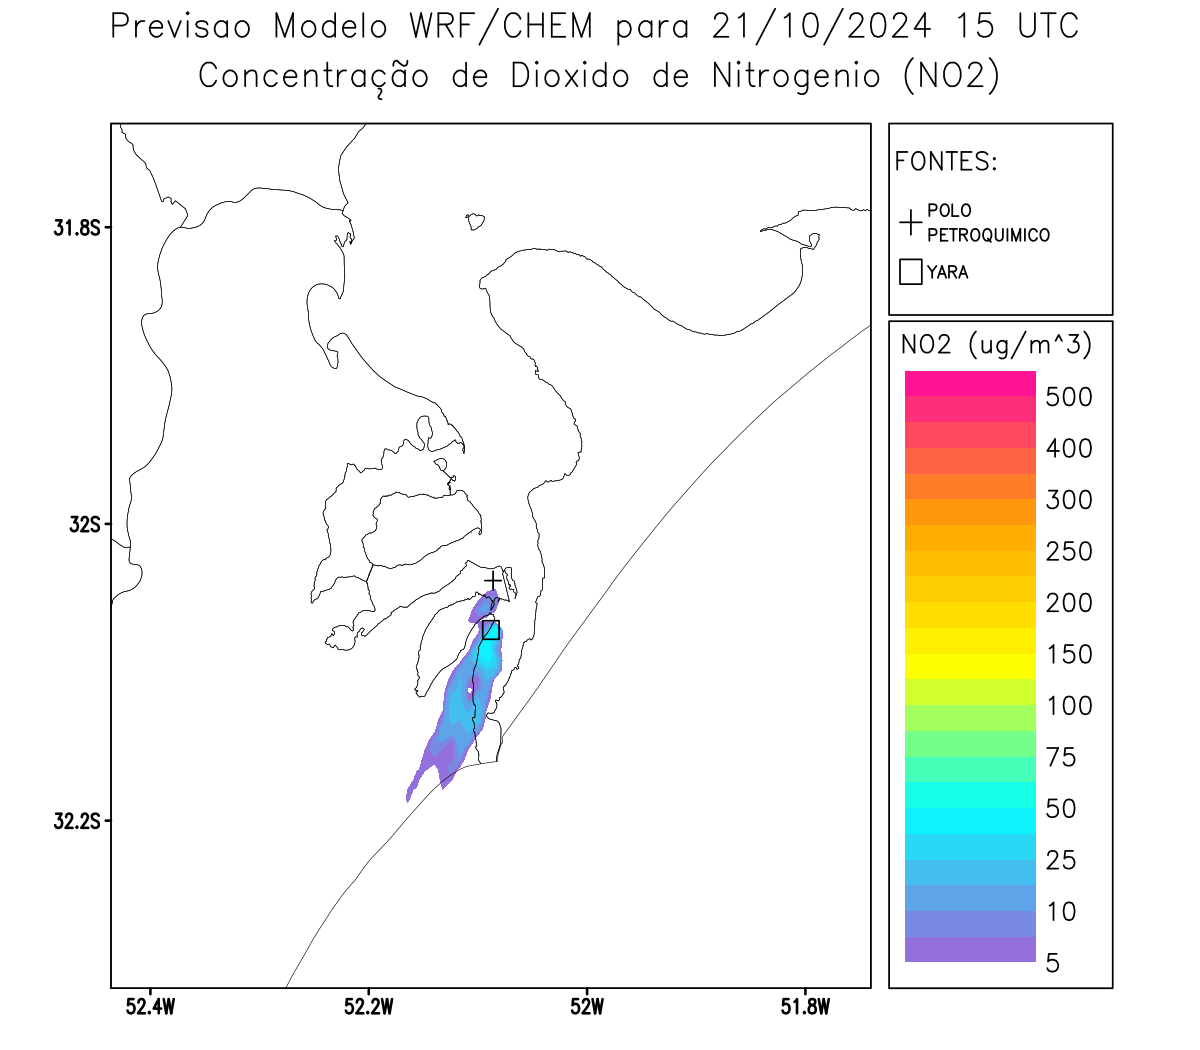 Previsao Modelo WRF/CHEM para 21/10/2024 15 UTC
Concentração de Dioxido de Nitrogenio (NO2)
FONTES:
POLO
PETROQUIMICO
YARA
NO2 (ug/m^3)
500
400
300
250
200
150
100
75
50
25
10
5
31.8S
32S
32.2S
52.4W
52.2W
52W
51.8W